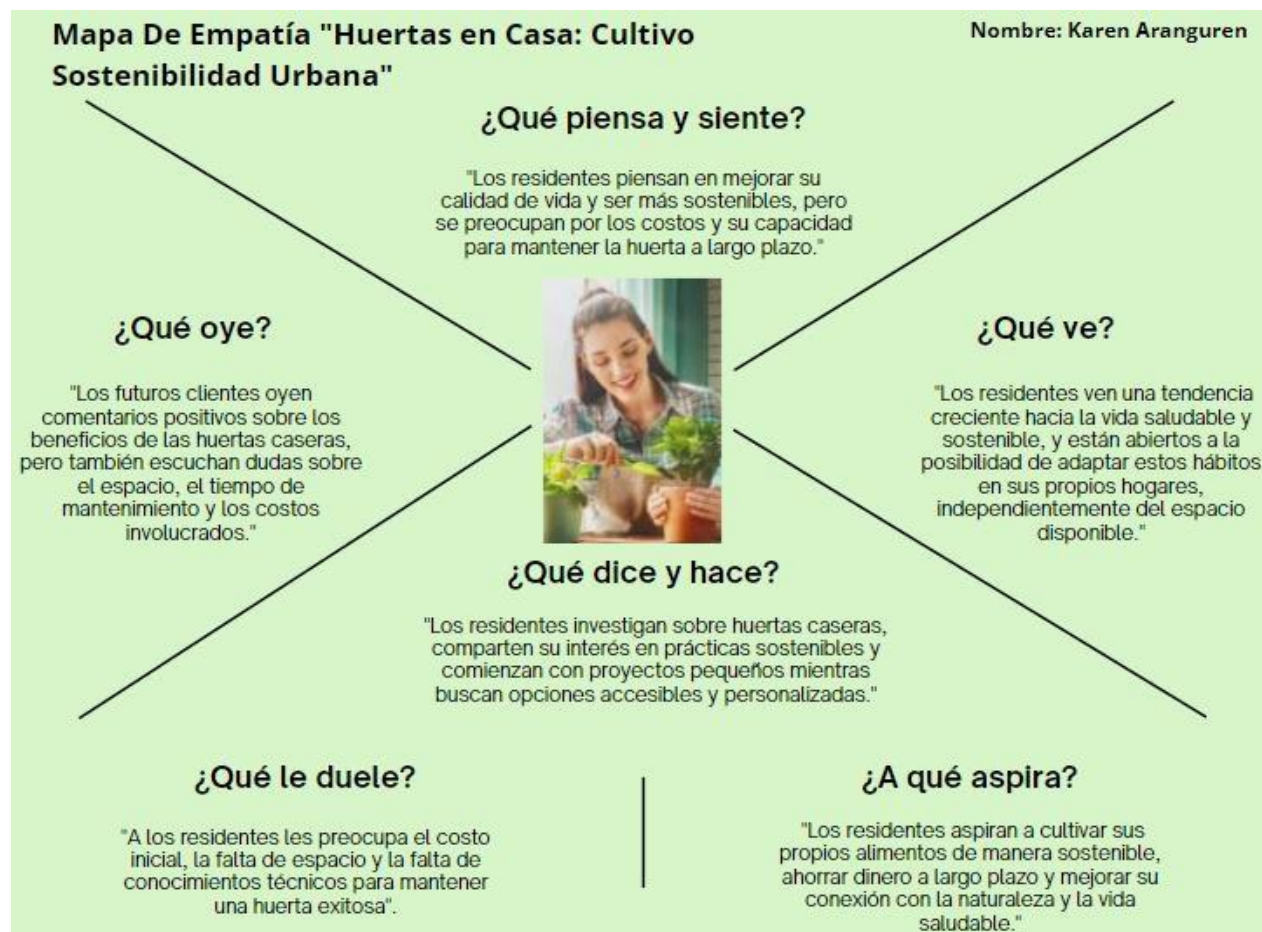 Mapa De Empatía "Huertas en Casa: Cultivo
Sostenibilidad Urbana"
Nombre: Karen Aranguren
¿Qué piensa y siente?
"Los residentes piensan en mejorar su
calidad de vida y ser más sostenibles, pero
se preocupan por los costos y su capacidad
para mantener la huerta a largo plazo."
¿Qué oye?
"Los futuros clientes oyen
comentarios positivos sobre los
beneficios de las huertas caseras,
pero también escuchan dudas sobre
el espacio, el tiempo de
mantenimiento y los costos
involucrados."
¿Qué ve?
"Los residentes ven una tendencia
creciente hacia la vida saludable y
sostenible, y están abiertos a la
posibilidad de adaptar estos hábitos
en sus propios hogares,
independientemente del espacio
disponible."
¿Qué dice y hace?
"Los residentes investigan sobre huertas caseras,
comparten su interés en prácticas sostenibles y
comienzan con proyectos pequeños mientras
buscan opciones accesibles y personalizadas."
¿Qué le duele?
"A los residentes les preocupa el costo
inicial, la falta de espacio y la falta de
conocimientos técnicos para mantener
una huerta exitosa".
¿A qué aspira?
"Los residentes aspiran a cultivar sus
propios alimentos de manera sostenible,
ahorrar dinero a largo plazo y mejorar su
conexión con la naturaleza y la vida
saludable."